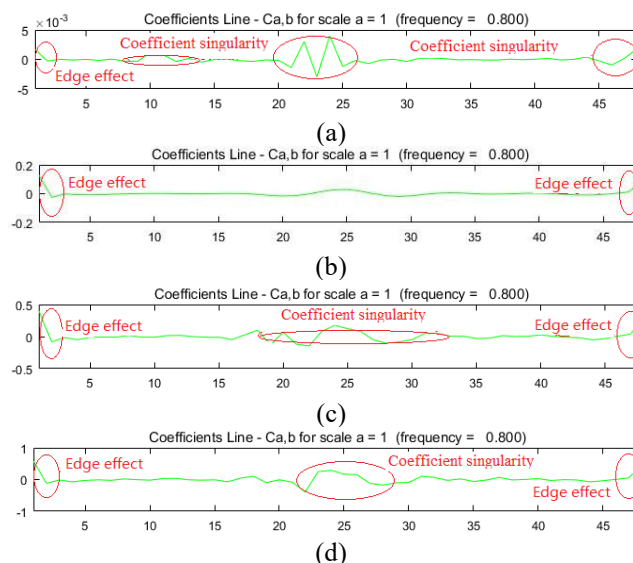 Coefficients Line - Ca,b for scale a = 1 (frequency = 0.800)
×10⁻³
5
0
-5
Coefficient singularity
Coefficient singularity
Edge effect
5 10 15 20 25 30 35 40 45
(a)
Coefficients Line - Ca,b for scale a = 1 (frequency = 0.800)
0.2
0
-0.2
Edge effect
Edge effect
5 10 15 20 25 30 35 40 45
(b)
Coefficients Line - Ca,b for scale a = 1 (frequency = 0.800)
0.5
0
-0.5
Coefficient singularity
Edge effect
Edge effect
5 10 15 20 25 30 35 40 45
(c)
Coefficients Line - Ca,b for scale a = 1 (frequency = 0.800)
1
0
-1
Edge effect
Coefficient singularity
Edge effect
5 10 15 20 25 30 35 40 45
(d)